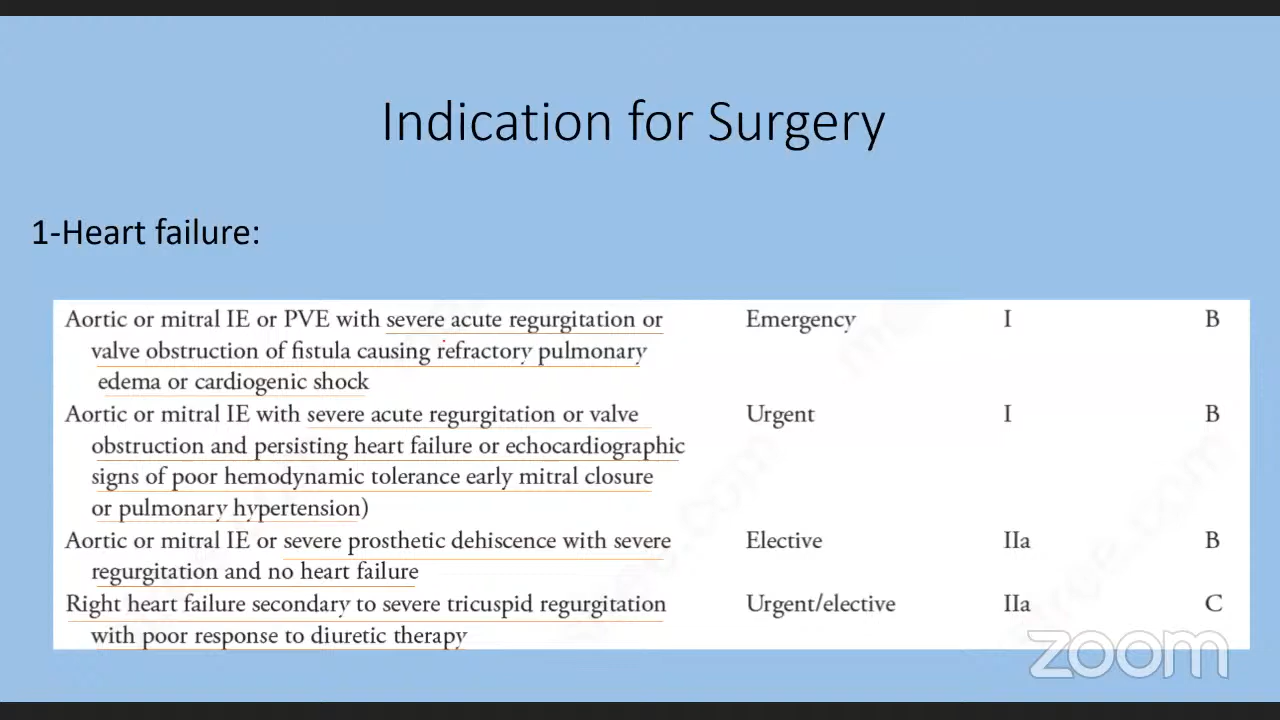 Indication for Surgery
1-Heart failure:
Aortic or mitral IE or PVE with severe acute regurgitation or Emergency I B
valve obstruction of fistula causing refractory pulmonary
edema or cardiogenic shock
Aortic or mitral IE with severe acute regurgitation or valve Urgent I B
obstruction and persisting heart failure or echocardiographic
signs of poor hemodynamic tolerance early mitral closure
or pulmonary hypertension)
Aortic or mitral IE or severe prosthetic dehiscence with severe Elective IIa B
regurgitation and no heart failure
Right heart failure secondary to severe tricuspid regurgitation Urgent/elective IIa C
with poor response to diuretic therapy
zoom